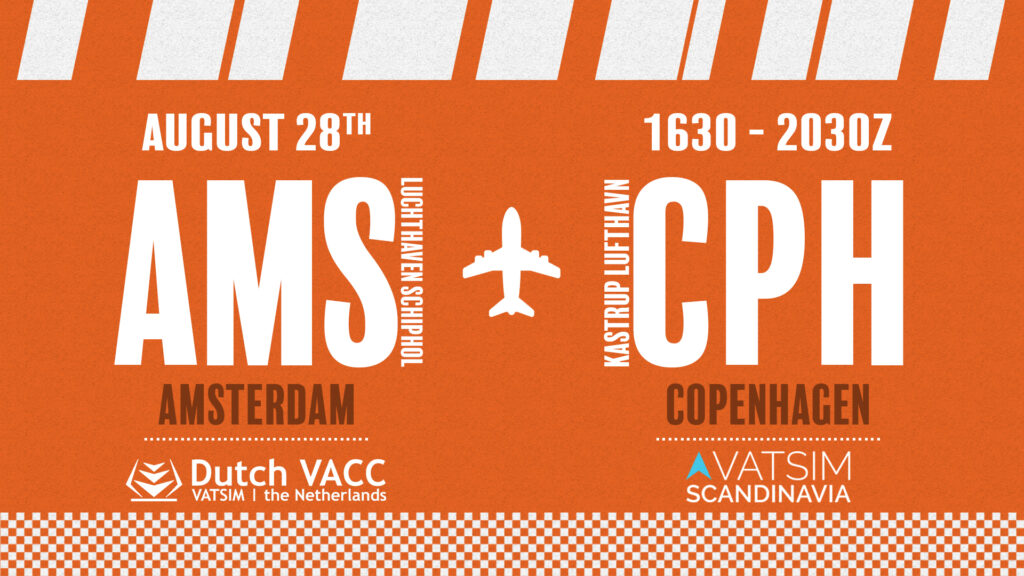 AUGUST 28TH
1630 - 2030Z
AMS
LUCHTHAVEN SCHIPHOL
KASTRUP LUFTHAVN
CPH
AMSTERDAM
COPENHAGEN
Dutch VACC
VATSIM | the Netherlands
VATSIM
SCANDINAVIA